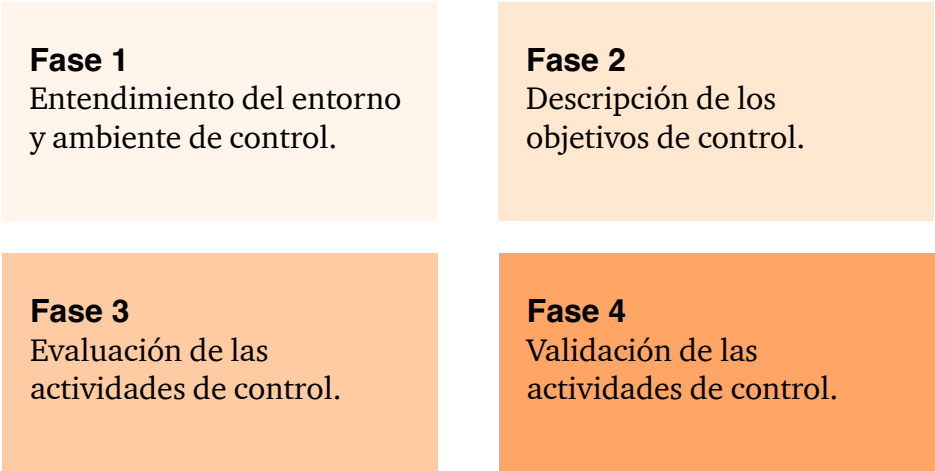 Fase 1
Entendimiento del entorno
y ambiente de control.
Fase 2
Descripción de los
objetivos de control.
Fase 3
Evaluación de las
actividades de control.
Fase 4
Validación de las
actividades de control.